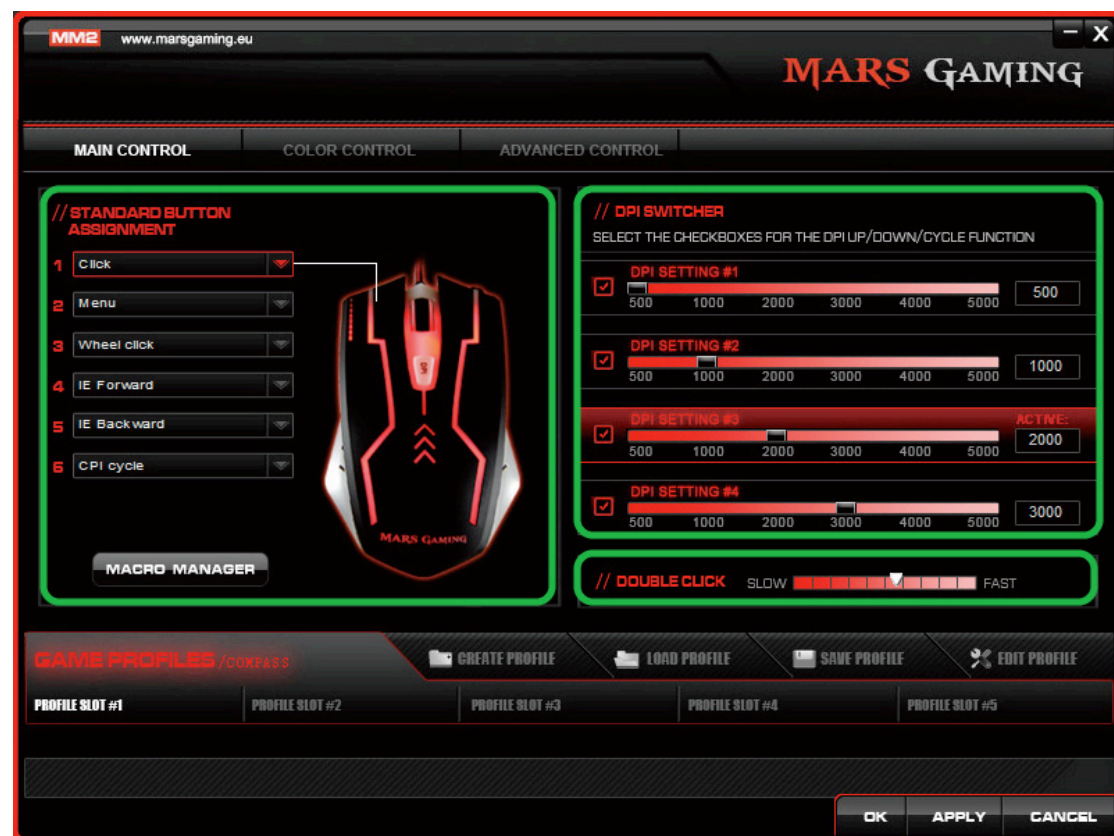 MM2 www.marsgaming.eu
– X
MARS GAMING
MAIN CONTROL COLOR CONTROL ADVANCED CONTROL
// STANDARD BUTTON
ASSIGNMENT
1 Click
2 Menu
3 Wheel click
4 IE Forward
5 IE Backward
6 CPI cycle
DPI
MARS GAMING
MACRO MANAGER
// DPI SWITCHER
SELECT THE CHECKBOXES FOR THE DPI UP/DOWN/CYCLE FUNCTION
DPI SETTING #1
500 1000 2000 3000 4000 5000 500
DPI SETTING #2
500 1000 2000 3000 4000 5000 1000
DPI SETTING #3 ACTIVE:
500 1000 2000 3000 4000 5000 2000
DPI SETTING #4
500 1000 2000 3000 4000 5000 3000
// DOUBLE CLICK SLOW FAST
GAME PROFILES /COMPASS
CREATE PROFILE LOAD PROFILE SAVE PROFILE EDIT PROFILE
PROFILE SLOT #1 PROFILE SLOT #2 PROFILE SLOT #3 PROFILE SLOT #4 PROFILE SLOT #5
OK APPLY CANCEL